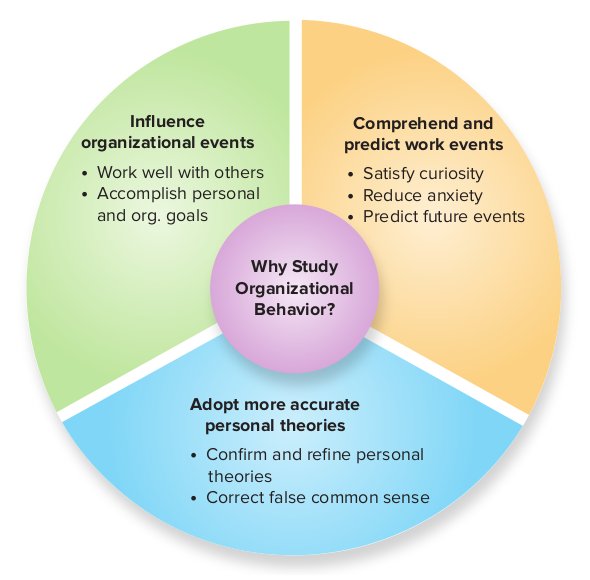 Influence
organizational events
• Work well with others
• Accomplish personal
and org. goals
Comprehend and
predict work events
• Satisfy curiosity
• Reduce anxiety
• Predict future events
Why Study
Organizational
Behavior?
Adopt more accurate
personal theories
• Confirm and refine personal
theories
• Correct false common sense